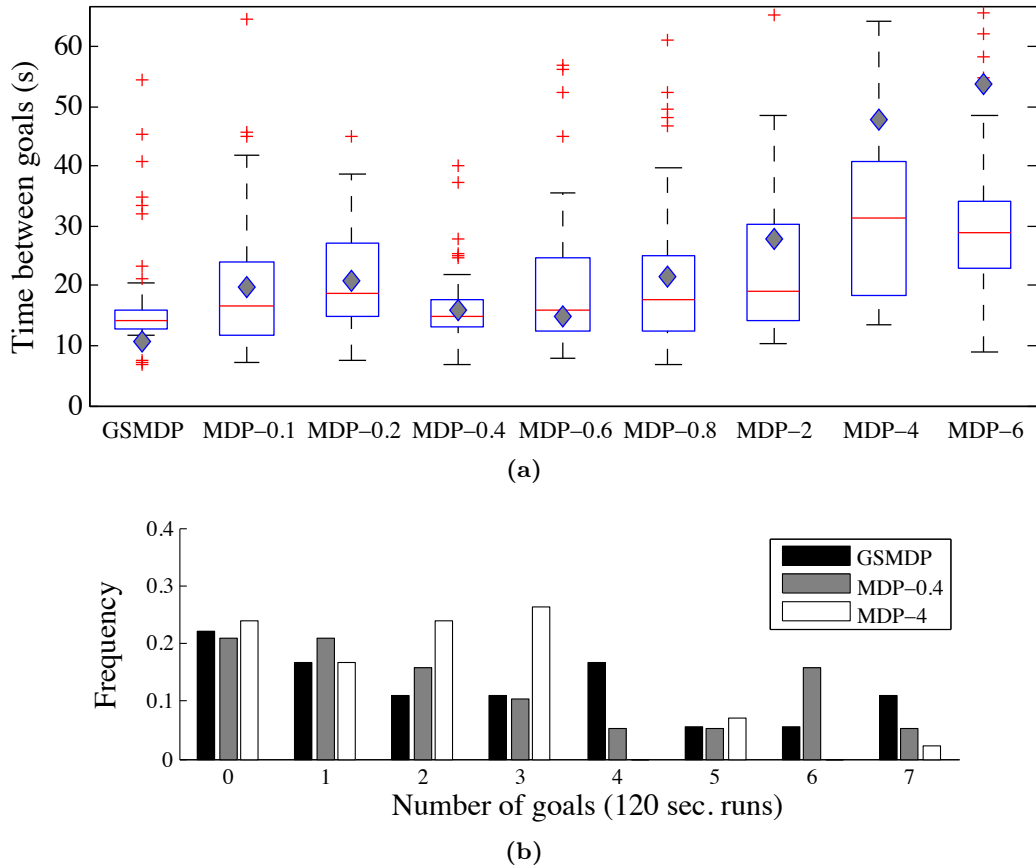 Time between goals (s)
60
50
40
30
20
10
0
GSMDP MDP–0.1 MDP–0.2 MDP–0.4 MDP–0.6 MDP–0.8 MDP–2 MDP–4 MDP–6
(a)
Frequency
0.4
0.3
0.2
0.1
0
GSMDP
MDP–0.4
MDP–4
0 1 2 3 4 5 6 7
Number of goals (120 sec. runs)
(b)